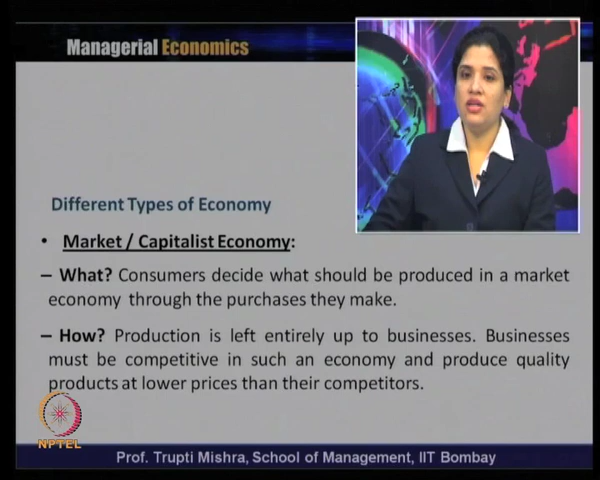 Managerial Economics
Different Types of Economy
• Market / Capitalist Economy:
– What? Consumers decide what should be produced in a market
economy through the purchases they make.
– How? Production is left entirely up to businesses. Businesses
must be competitive in such an economy and produce quality
products at lower prices than their competitors.
NPTEL
Prof. Trupti Mishra, School of Management, IIT Bombay